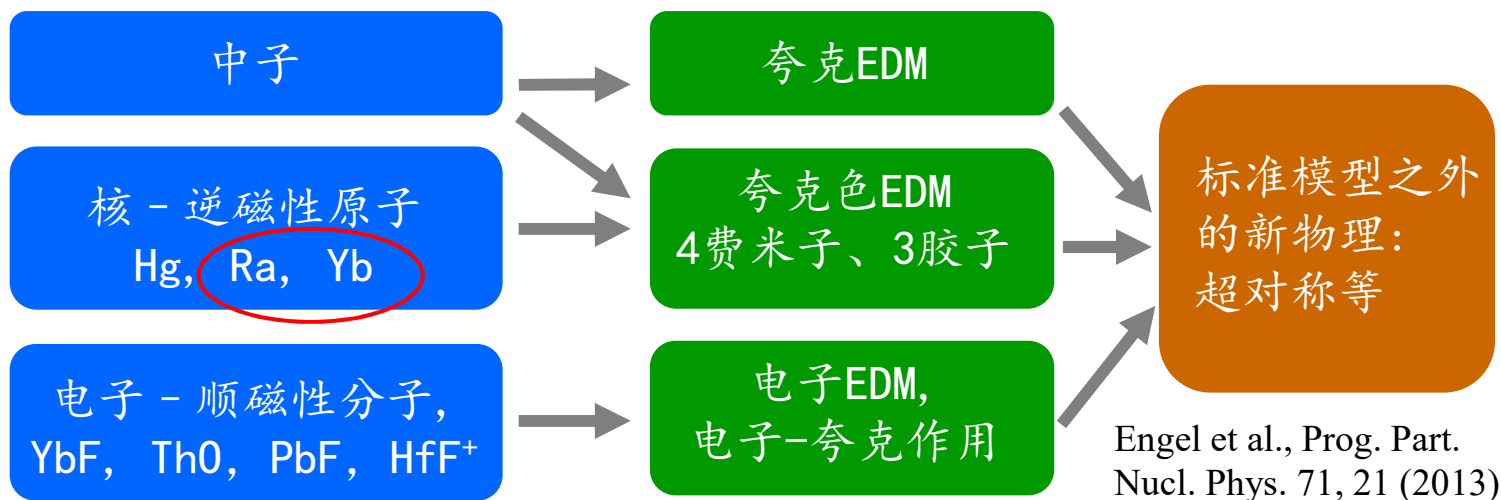 中子
夸克EDM
核-逆磁性原子
Hg, Ra, Yb
夸克色EDM
4费米子、3胶子
标准模型之外
的新物理:
超对称等
电子-顺磁性分子,
YbF, ThO, PbF, HfF⁺
电子EDM,
电子-夸克作用
Engel et al., Prog. Part.
Nucl. Phys. 71, 21 (2013)